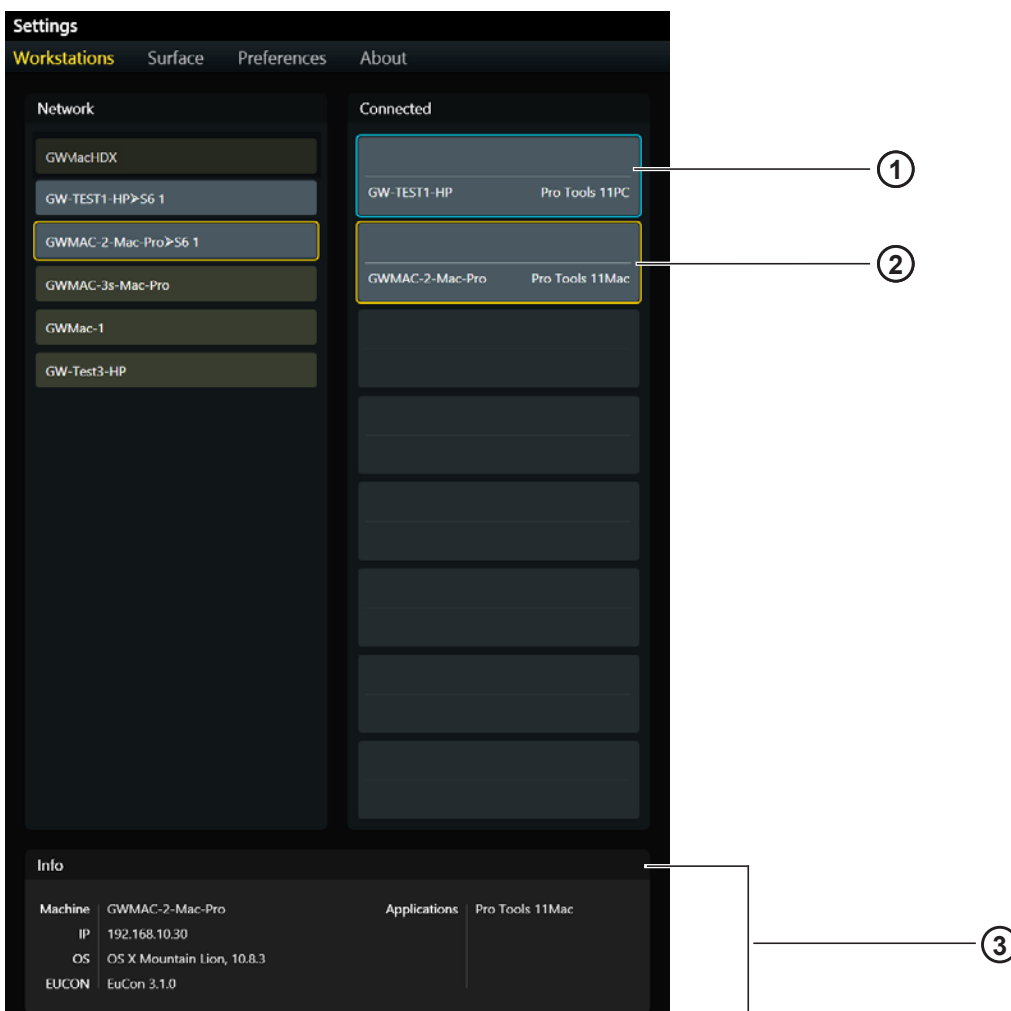 Settings
Workstations Surface Preferences About
Network
GWMacHDX
GW-TEST1-HP➤S6 1
GWMAC-2-Mac-Pro➤S6 1
GWMAC-3s-Mac-Pro
GWMac-1
GW-Test3-HP
Connected
GW-TEST1-HP Pro Tools 11PC
GWMAC-2-Mac-Pro Pro Tools 11Mac
1
2
Info
Machine GWMAC-2-Mac-Pro
IP 192.168.10.30
OS OS X Mountain Lion, 10.8.3
EUCON EuCon 3.1.0
Applications Pro Tools 11Mac
3